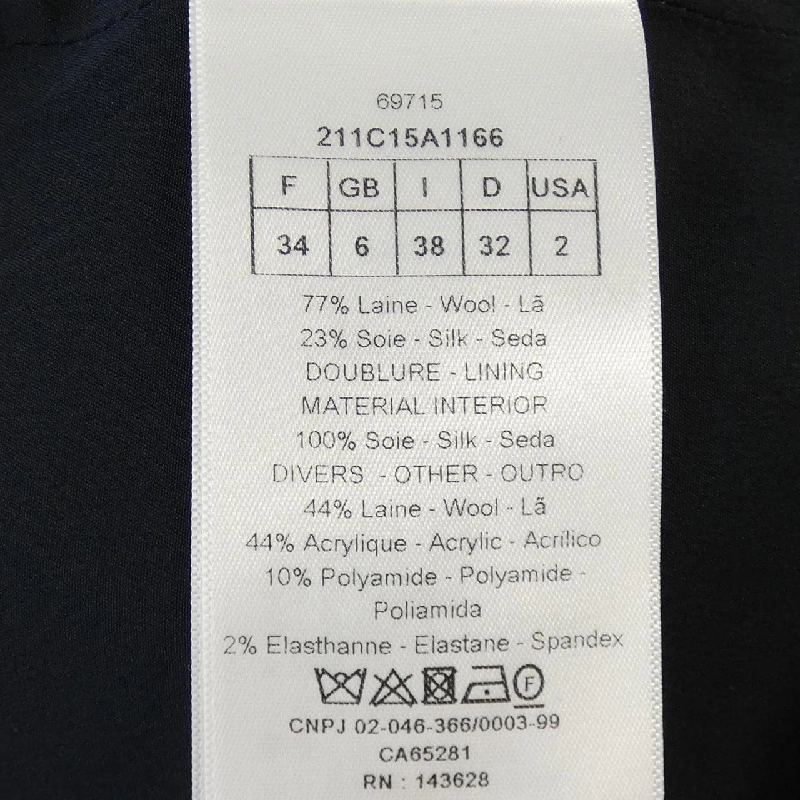 69715
211C15A1166
F GB I D USA
34 6 38 32 2
77% Laine - Wool - Lã
23% Soie - Silk - Seda
DOUBLURE - LINING
MATERIAL INTERIOR
100% Soie - Silk - Seda
DIVERS - OTHER - OUTRO
44% Laine - Wool - Lã
44% Acrylique - Acrylic - Acrilico
10% Polyamide - Polyamide -
Poliamida
2% Elasthanne - Elastane - Spandex
F
CNPJ 02-046-366/0003-99
CA65281
RN : 143628